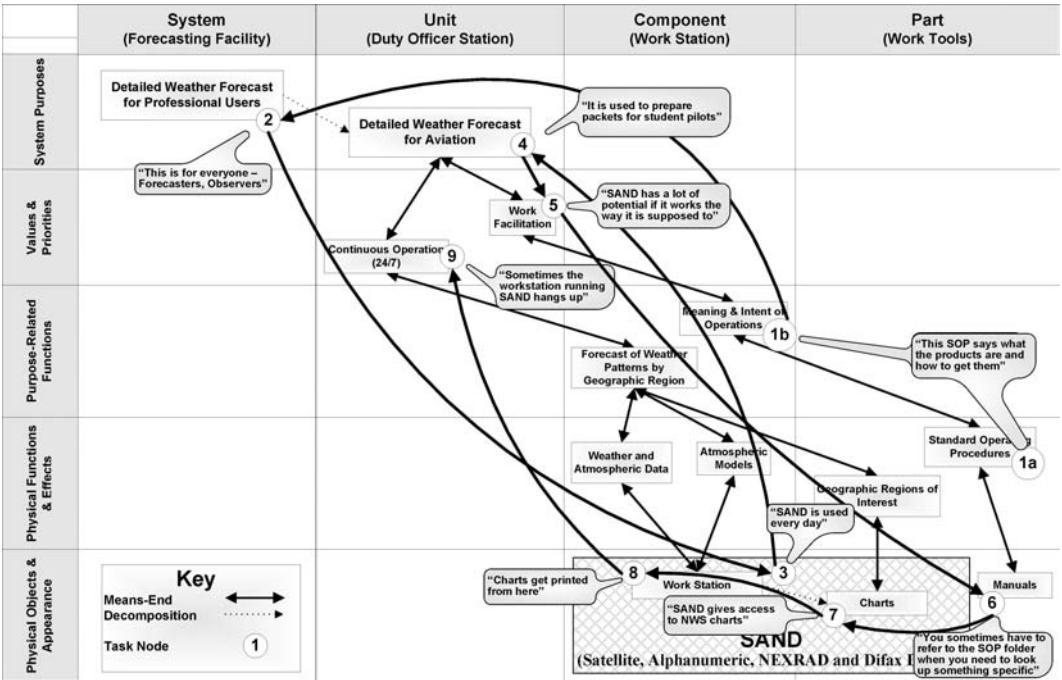 System
(Forecasting Facility)
Unit
(Duty Officer Station)
Component
(Work Station)
Part
(Work Tools)
System Purposes
Detailed Weather Forecast
for Professional Users
2
"This is for everyone –
Forecasters, Observers"
Detailed Weather Forecast
for Aviation
4
"It is used to prepare
packets for student pilots"
Values &
Priorities
Work
Facilitation
5
"SAND has a lot of
potential if it works the
way it is supposed to"
Continuous Operation
(24/7)
9
"Sometimes the
workstation running
SAND hangs up"
Purpose-Related
Functions
Meaning & Intent of
Operations
1b
"This SOP says what
the products are and
how to get them"
Forecast of Weather
Patterns by
Geographic Region
Physical Functions
& Effects
Weather and
Atmospheric Data
Atmospheric
Models
Standard Operating
Procedures
1a
Geographic Regions of
Interest
"SAND is used
every day"
Physical Objects &
Appearance
Key
Means-End
Decomposition
Task Node
1
"Charts get printed
from here"
8
Work Station
3
Charts
Manuals
6
"SAND gives access
to NWS charts"
7
SAND
(Satellite, Alphanumeric, NEXRAD and Difax
"You sometimes have to
refer to the SOP folder
when you need to look
up something specific"